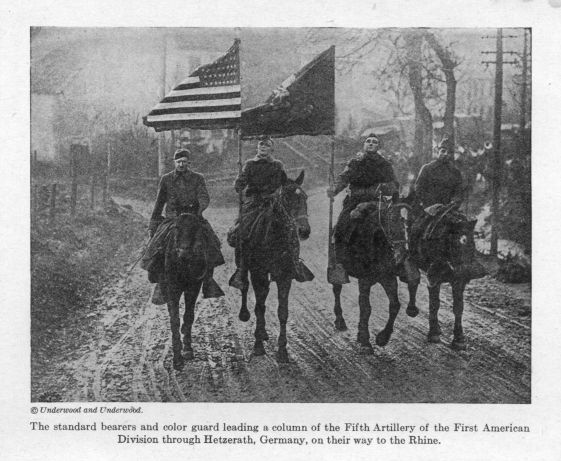 © Underwood and Underwood.
The standard bearers and color guard leading a column of the Fifth Artillery of the First American
Division through Hetzerath, Germany, on their way to the Rhine.